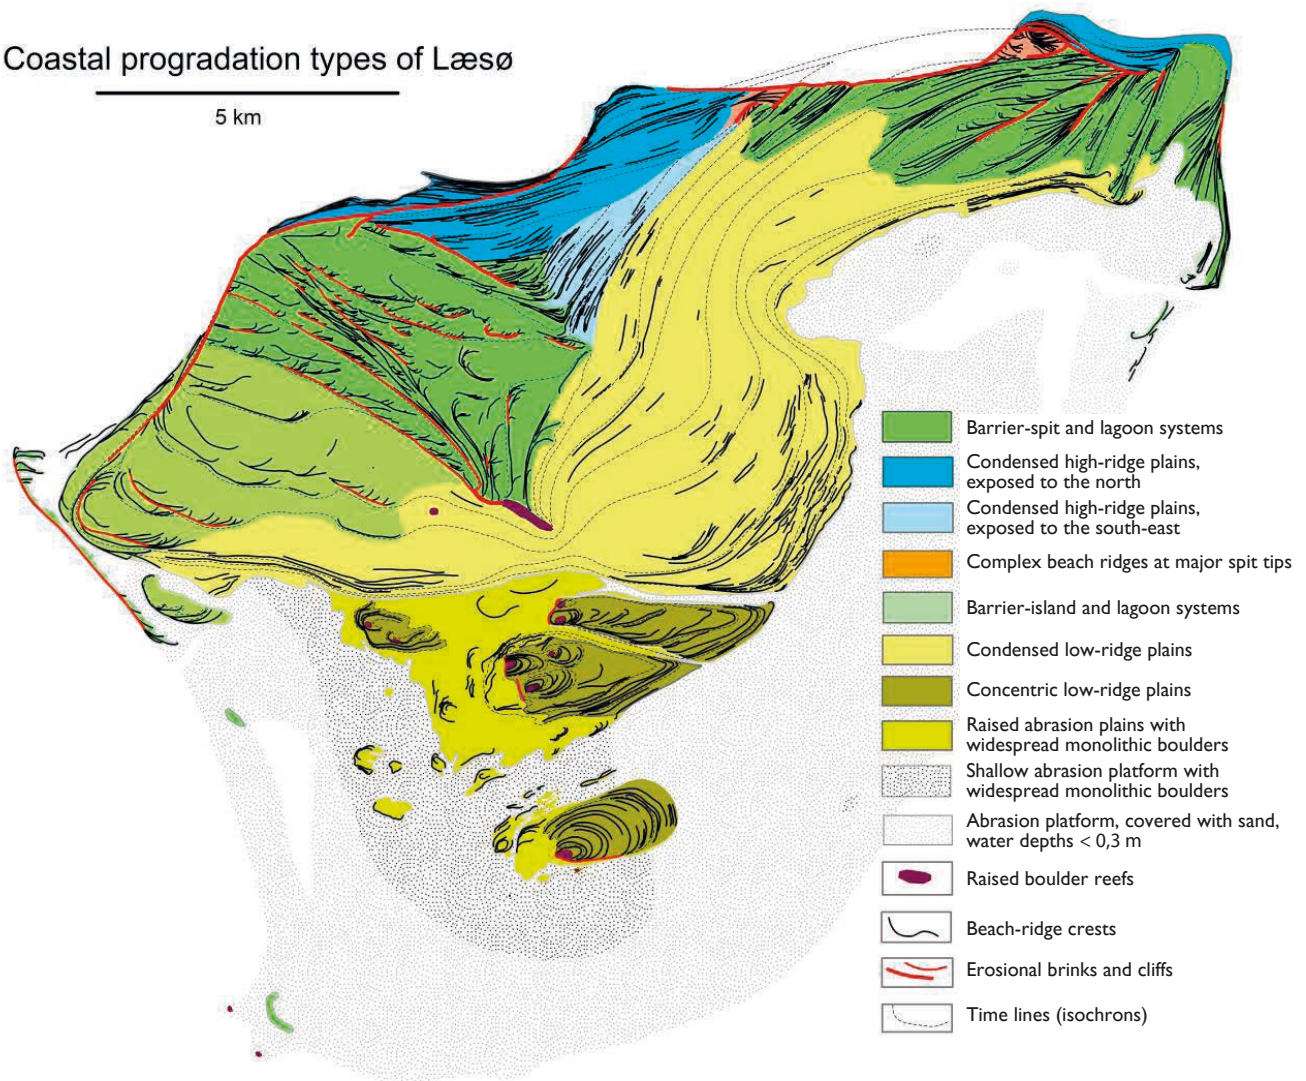 Coastal progradation types of Læsø
5 km
Barrier-spit and lagoon systems
Condensed high-ridge plains,
exposed to the north
Condensed high-ridge plains,
exposed to the south-east
Complex beach ridges at major spit tips
Barrier-island and lagoon systems
Condensed low-ridge plains
Concentric low-ridge plains
Raised abrasion plains with
widespread monolithic boulders
Shallow abrasion platform with
widespread monolithic boulders
Abrasion platform, covered with sand,
water depths < 0,3 m
Raised boulder reefs
Beach-ridge crests
Erosional brinks and cliffs
Time lines (isochrons)